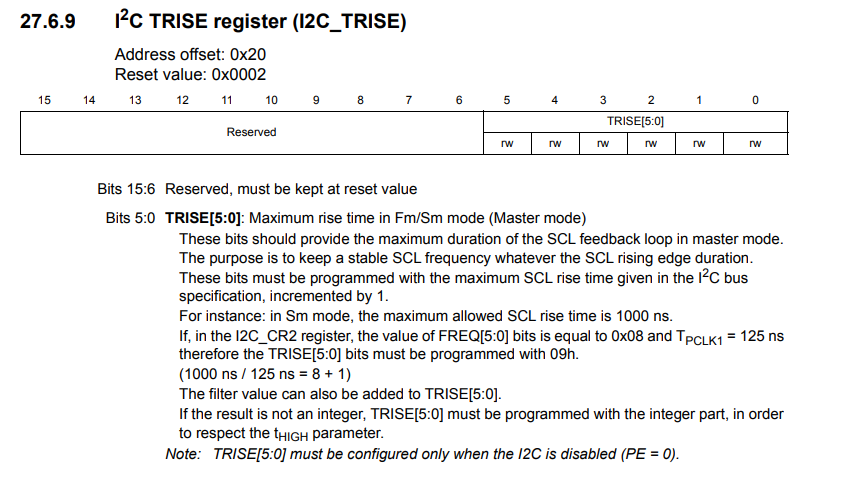 27.6.9 I2C TRISE register (I2C_TRISE)
Address offset: 0x20
Reset value: 0x0002
15 14 13 12 11 10 9 8 7 6 5 4 3 2 1 0
Reserved TRISE[5:0]
rw rw rw rw rw rw
Bits 15:6 Reserved, must be kept at reset value
Bits 5:0 TRISE[5:0]: Maximum rise time in Fm/Sm mode (Master mode)
These bits should provide the maximum duration of the SCL feedback loop in master mode.
The purpose is to keep a stable SCL frequency whatever the SCL rising edge duration.
These bits must be programmed with the maximum SCL rise time given in the I2C bus
specification, incremented by 1.
For instance: in Sm mode, the maximum allowed SCL rise time is 1000 ns.
If, in the I2C_CR2 register, the value of FREQ[5:0] bits is equal to 0x08 and TPCLK1 = 125 ns
therefore the TRISE[5:0] bits must be programmed with 09h.
(1000 ns / 125 ns = 8 + 1)
The filter value can also be added to TRISE[5:0].
If the result is not an integer, TRISE[5:0] must be programmed with the integer part, in order
to respect the tHIGH parameter.
Note: TRISE[5:0] must be configured only when the I2C is disabled (PE = 0).